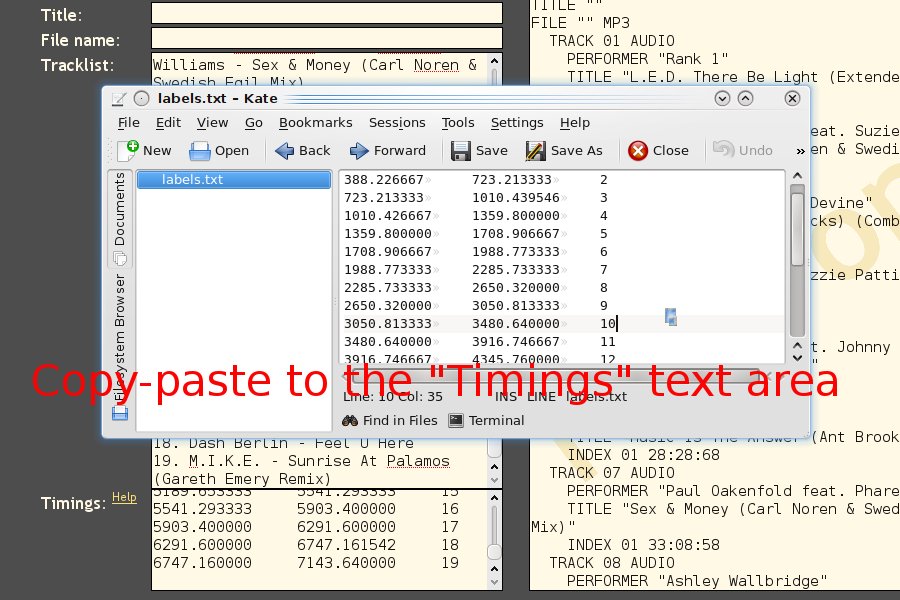 Title:
File name:
Tracklist:
Williams - Sex & Money (Carl Noren &
Swedish Egil Mix)
TITLE ""
FILE "" MP3
TRACK 01 AUDIO
PERFORMER "Rank 1"
TITLE "L.E.D. There Be Light (Extende
labels.txt – Kate
File Edit View Go Bookmarks Sessions Tools Settings Help
New Open Back Forward Save Save As Close Undo »
Documents
Filesystem Browser
labels.txt
388.226667» 723.213333» 2
723.213333» 1010.439546» 3
1010.426667» 1359.800000» 4
1359.800000» 1708.906667» 5
1708.906667» 1988.773333» 6
1988.773333» 2285.733333» 7
2285.733333» 2650.320000» 8
2650.320000» 3050.813333» 9
3050.813333» 3480.640000» 10
3480.640000» 3916.746667» 11
3916.746667» 4345.760000» 12
Copy-paste to the "Timings" text area
Line: 10 Col: 35 INS LINE labels.txt
Find in Files Terminal
eat. Suzie
en & Swedi
Devine"
cks) (Comb
zzie Patti
t. Johnny
"
18. Dash Berlin - Feel U Here
19. M.I.K.E. - Sunrise At Palamos
(Gareth Emery Remix)
Timings: Help
5189.653333 5541.293333 15
5541.293333 5903.400000 16
5903.400000 6291.600000 17
6291.600000 6747.161542 18
6747.160000 7143.640000 19
TITLE "Music Is The Answer (Ant Brook
INDEX 01 28:28:68
TRACK 07 AUDIO
PERFORMER "Paul Oakenfold feat. Phare
TITLE "Sex & Money (Carl Noren & Swed
Mix)"
INDEX 01 33:08:58
TRACK 08 AUDIO
PERFORMER "Ashley Wallbridge"